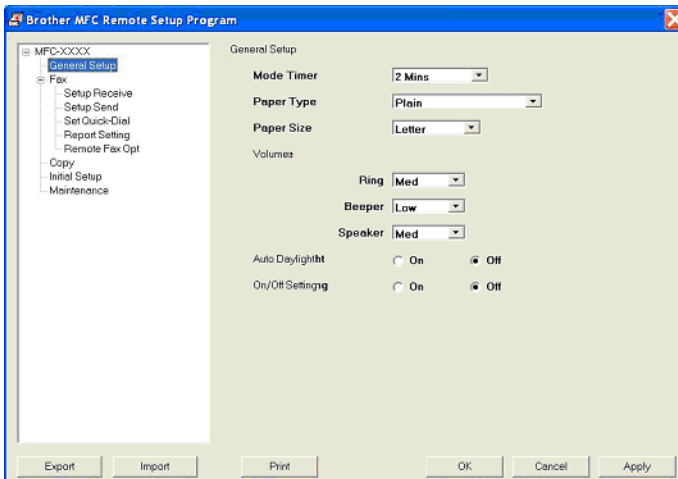 Brother MFC Remote Setup Program
MFC-XXXX
General Setup
Fax
Setup Receive
Setup Send
Set Quick-Dial
Report Setting
Remote Fax Opt
Copy
Initial Setup
Maintenance
General Setup
Mode Timer 2 Mins
Paper Type Plain
Paper Size Letter
Volumes
Ring Med
Beeper Low
Speaker Med
Auto Daylightht On Off
On/Off Settingng On Off
Export Import Print OK Cancel Apply